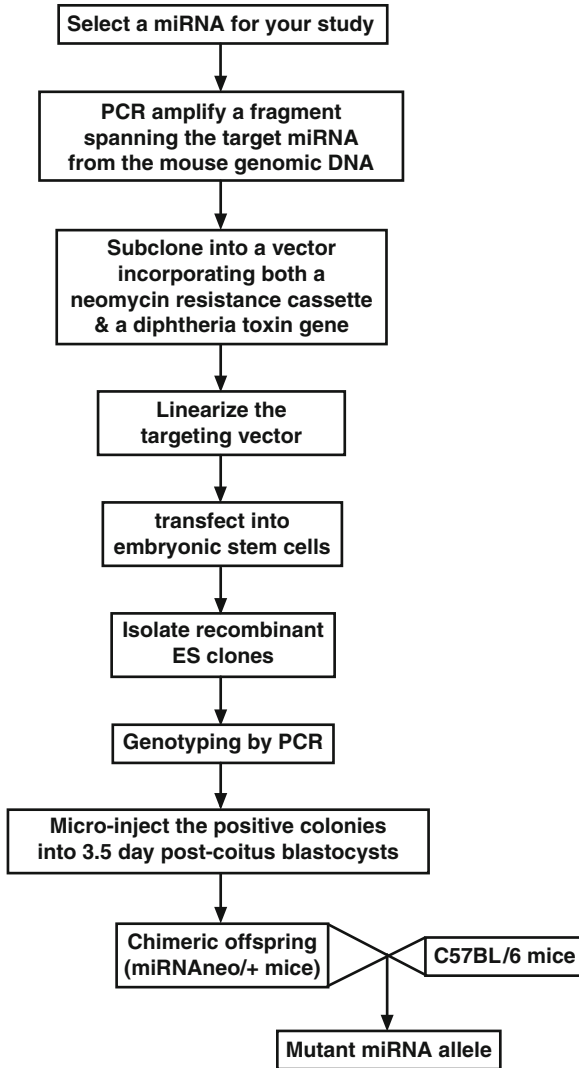 Select a miRNA for your study
PCR amplify a fragment
spanning the target miRNA
from the mouse genomic DNA
Subclone into a vector
incorporating both a
neomycin resistance cassette
& a diphtheria toxin gene
Linearize the
targeting vector
transfect into
embryonic stem cells
Isolate recombinant
ES clones
Genotyping by PCR
Micro-inject the positive colonies
into 3.5 day post-coitus blastocysts
Chimeric offspring
(miRNAneo/+ mice)
C57BL/6 mice
Mutant miRNA allele